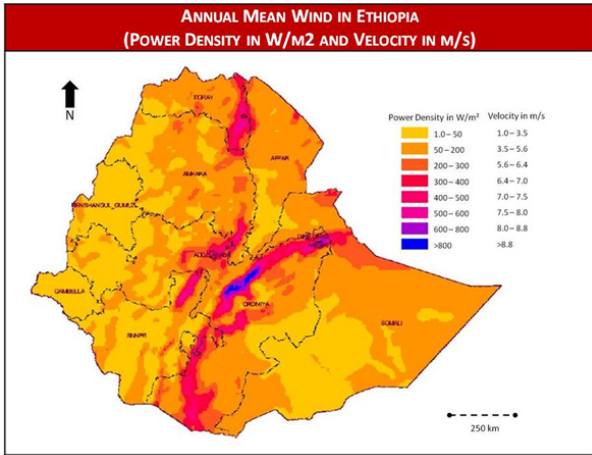 ANNUAL MEAN WIND IN ETHIOPIA
(POWER DENSITY IN W/M2 AND VELOCITY IN M/S)
N
TIGRAY
AFFAR
AMHARA
BENSHANGUL_GUMUZ
GAMBELLA
SNNPR
OROMIYA
SOMALI
Power Density in W/m² Velocity in m/s
1.0 – 50 1.0 – 3.5
50 – 200 3.5 – 5.6
200 – 300 5.6 – 6.4
300 – 400 6.4 – 7.0
400 – 500 7.0 – 7.5
500 – 600 7.5 – 8.0
600 – 800 8.0 – 8.8
>800 >8.8
250 km